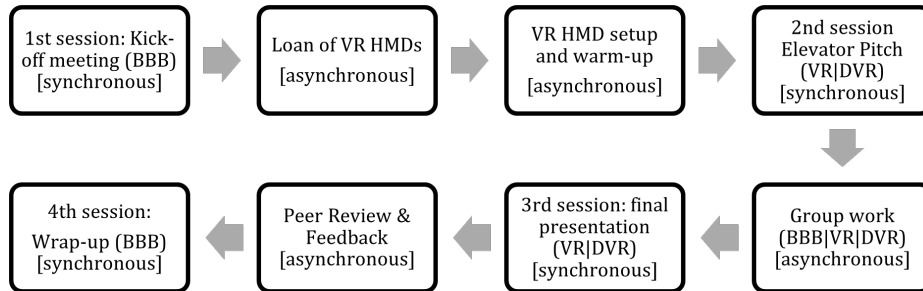 1st session: Kick-
off meeting (BBB)
[synchronous]
Loan of VR HMDs
[asynchronous]
VR HMD setup
and warm-up
[asynchronous]
2nd session
Elevator Pitch
(VR|DVR)
[synchronous]
Group work
(BBB|VR|DVR)
[asynchronous]
3rd session: final
presentation
(VR|DVR)
[synchronous]
Peer Review &
Feedback
[asynchronous]
4th session:
Wrap-up (BBB)
[synchronous]